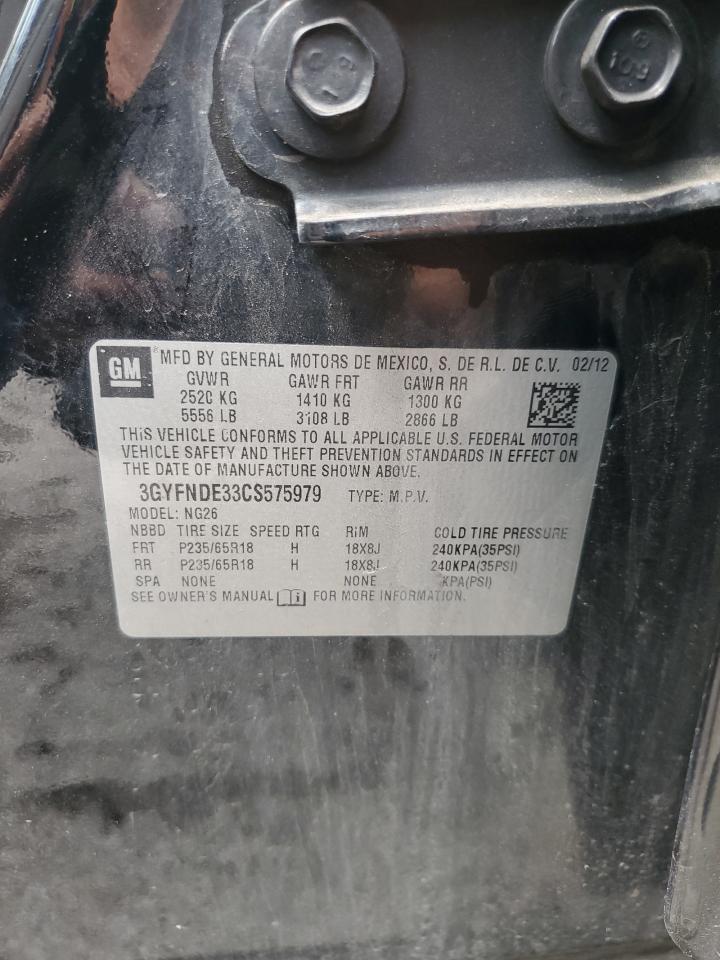 109
GM
MFD BY GENERAL MOTORS DE MEXICO, S. DE R.L. DE C.V. 02/12
GVWR GAWR FRT GAWR RR
2520 KG 1410 KG 1300 KG
5556 LB 3108 LB 2866 LB
THIS VEHICLE CONFORMS TO ALL APPLICABLE U.S. FEDERAL MOTOR
VEHICLE SAFETY AND THEFT PREVENTION STANDARDS IN EFFECT ON
THE DATE OF MANUFACTURE SHOWN ABOVE.
3GYFNDE33CS575979 TYPE: M.P.V.
MODEL: NG26
NBBD TIRE SIZE SPEED RTG RIM COLD TIRE PRESSURE
FRT P235/65R18 H 18X8J 240KPA(35PSI)
RR P235/65R18 H 18X8J 240KPA(35PSI)
SPA NONE NONE KPA(PSI)
SEE OWNER'S MANUAL FOR MORE INFORMATION.